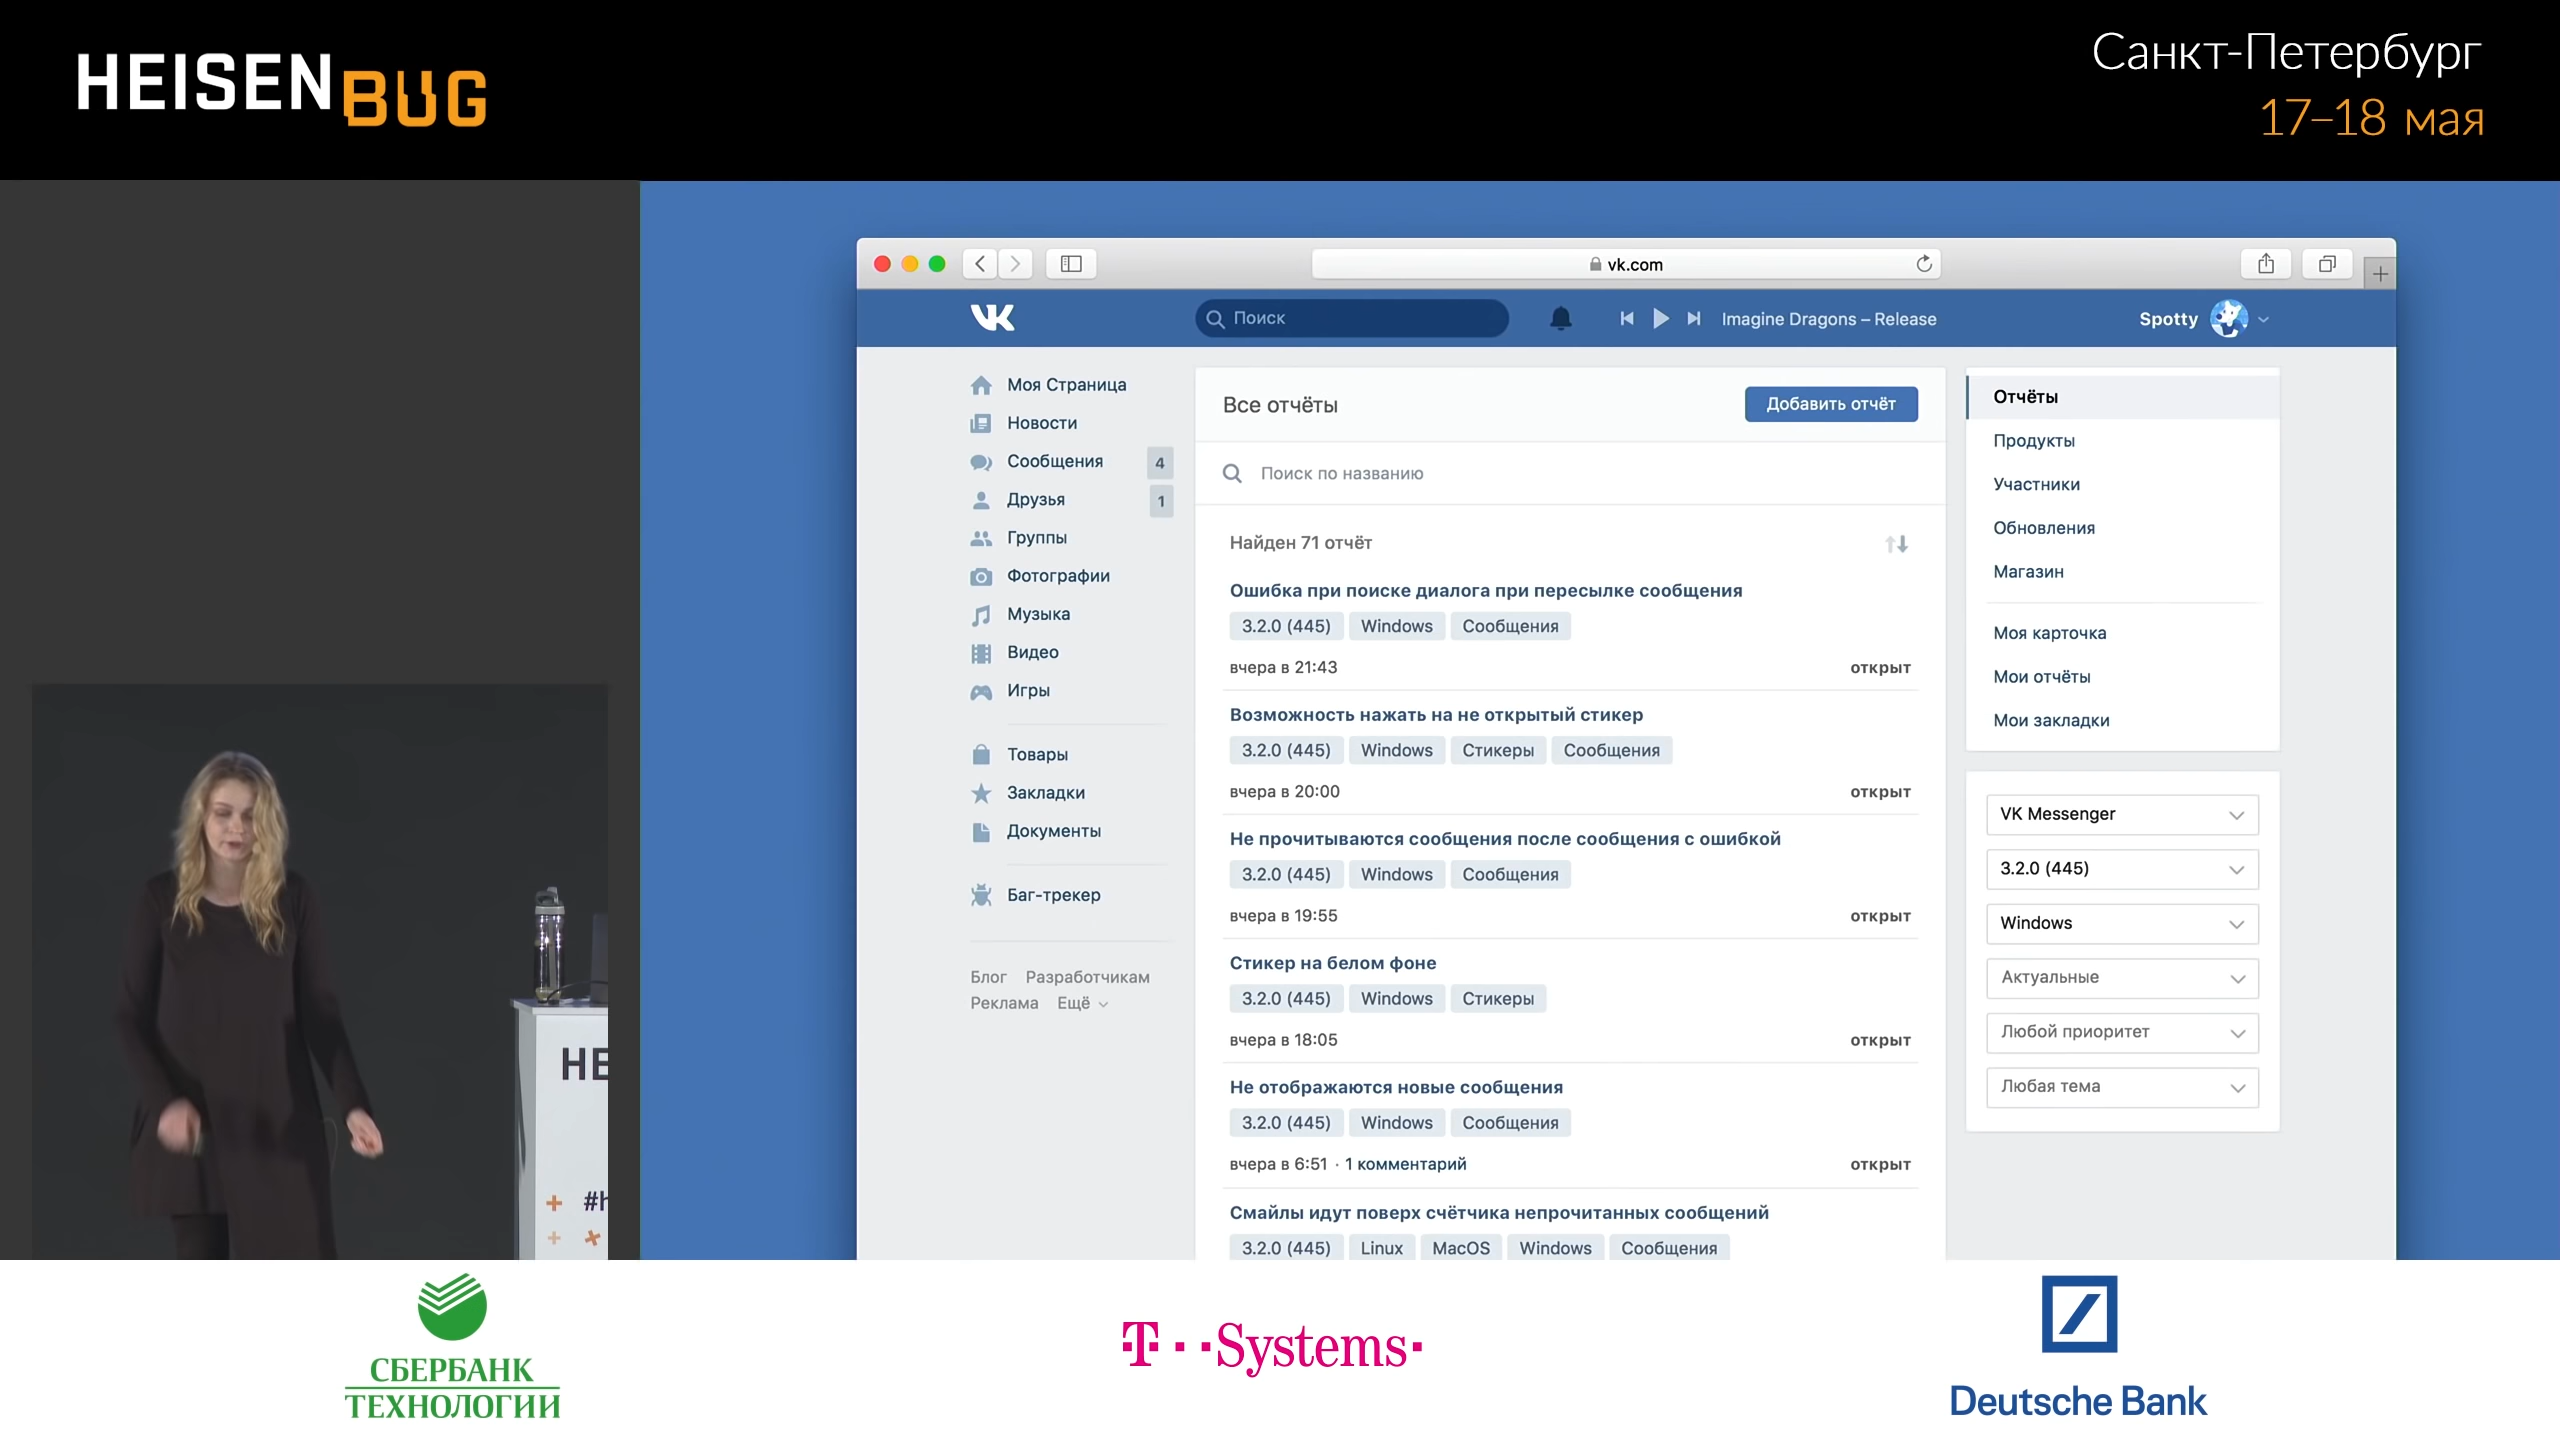 HEISENBUG
Санкт-Петербург
17–18 мая
vk.com
Поиск
Imagine Dragons – Release
Spotty
Моя Страница
Новости
Сообщения 4
Друзья 1
Группы
Фотографии
Музыка
Видео
Игры
Товары
Закладки
Документы
Баг-трекер
Блог Разработчикам
Реклама Ещё
Все отчёты
Добавить отчёт
Поиск по названию
Найден 71 отчёт
Ошибка при поиске диалога при пересылке сообщения
3.2.0 (445) Windows Сообщения
вчера в 21:43 открыт
Возможность нажать на не открытый стикер
3.2.0 (445) Windows Стикеры Сообщения
вчера в 20:00 открыт
Не прочитываются сообщения после сообщения с ошибкой
3.2.0 (445) Windows Сообщения
вчера в 19:55 открыт
Стикер на белом фоне
3.2.0 (445) Windows Стикеры
вчера в 18:05 открыт
Не отображаются новые сообщения
3.2.0 (445) Windows Сообщения
вчера в 6:51 · 1 комментарий открыт
Смайлы идут поверх счётчика непрочитанных сообщений
3.2.0 (445) Linux MacOS Windows Сообщения
Отчёты
Продукты
Участники
Обновления
Магазин
Моя карточка
Мои отчёты
Мои закладки
VK Messenger
3.2.0 (445)
Windows
Актуальные
Любой приоритет
Любая тема
HE
#h
СБЕРБАНК
ТЕХНОЛОГИИ
T··Systems·
Deutsche Bank